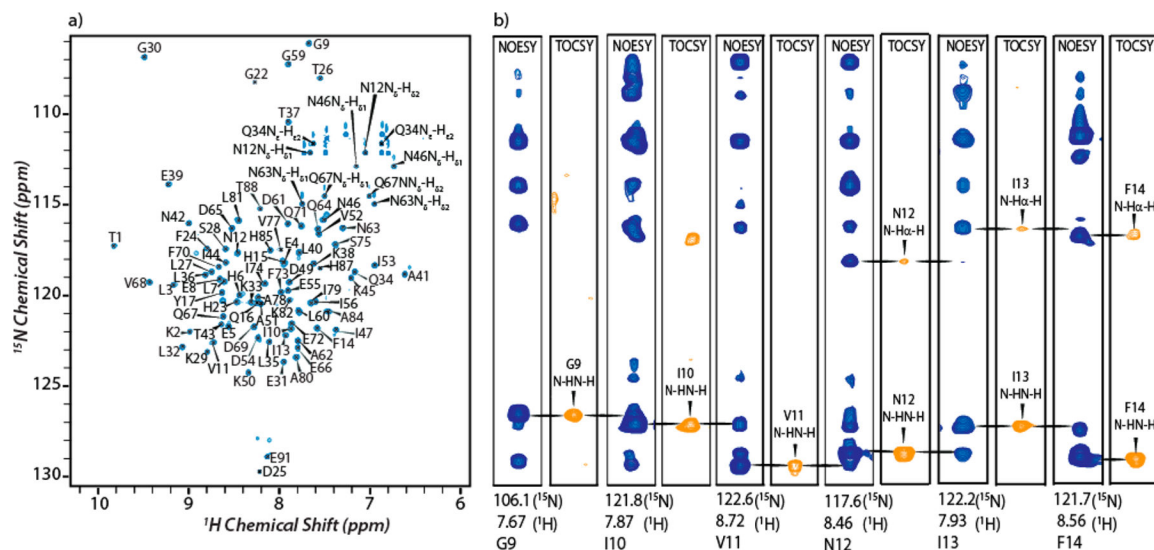 a)
b)
G30
G59
G9
G22
T26
N46Nδ-Hδ1
N12Nδ-Hδ2
T37
Q34Nε-Hε2
Q34Nε-Hε2
N12Nδ-Hδ1
N46Nδ-Hδ1
E39
N63Nδ-Hδ1
Q67Nδ-Hδ1
Q67NNδ-Hδ2
N63Nδ-Hδ2
T88
D61
Q64
N46
L81
D65
Q71
V52
N42
S28
V77
N63
T1
F24
N12
H85
E4
L40
S75
F70
I44
H15
K38
L27
I74
D49
H87
I53
V68
L3
L36
E8
L7
H6
K33
F73
E55
Q34
A41
K45
Y17
H23
A78
I79
I56
Q67
Q16
A51
K82
L60
A84
K2
T43
E5
I10
E72
F14
I47
L32
K29
V11
D69
D54
L35
I13
A62
E66
K50
E31
A80
E91
D25
110
115
120
125
130
15N Chemical Shift (ppm)
10 9 8 7 6
1H Chemical Shift (ppm)
NOESY TOCSY NOESY TOCSY NOESY TOCSY NOESY TOCSY NOESY TOCSY NOESY TOCSY
G9
N-HN-H
I10
N-HN-H
V11
N-HN-H
N12
N-Hα-H
N12
N-HN-H
I13
N-Hα-H
I13
N-HN-H
F14
N-Hα-H
F14
N-HN-H
106.1 (15N) 121.8 (15N) 122.6(15N) 117.6(15N) 122.2(15N) 121.7(15N)
7.67 (1H) 7.87 (1H) 8.72 (1H) 8.46 (1H) 7.93 (1H) 8.56 (1H)
G9 I10 V11 N12 I13 F14